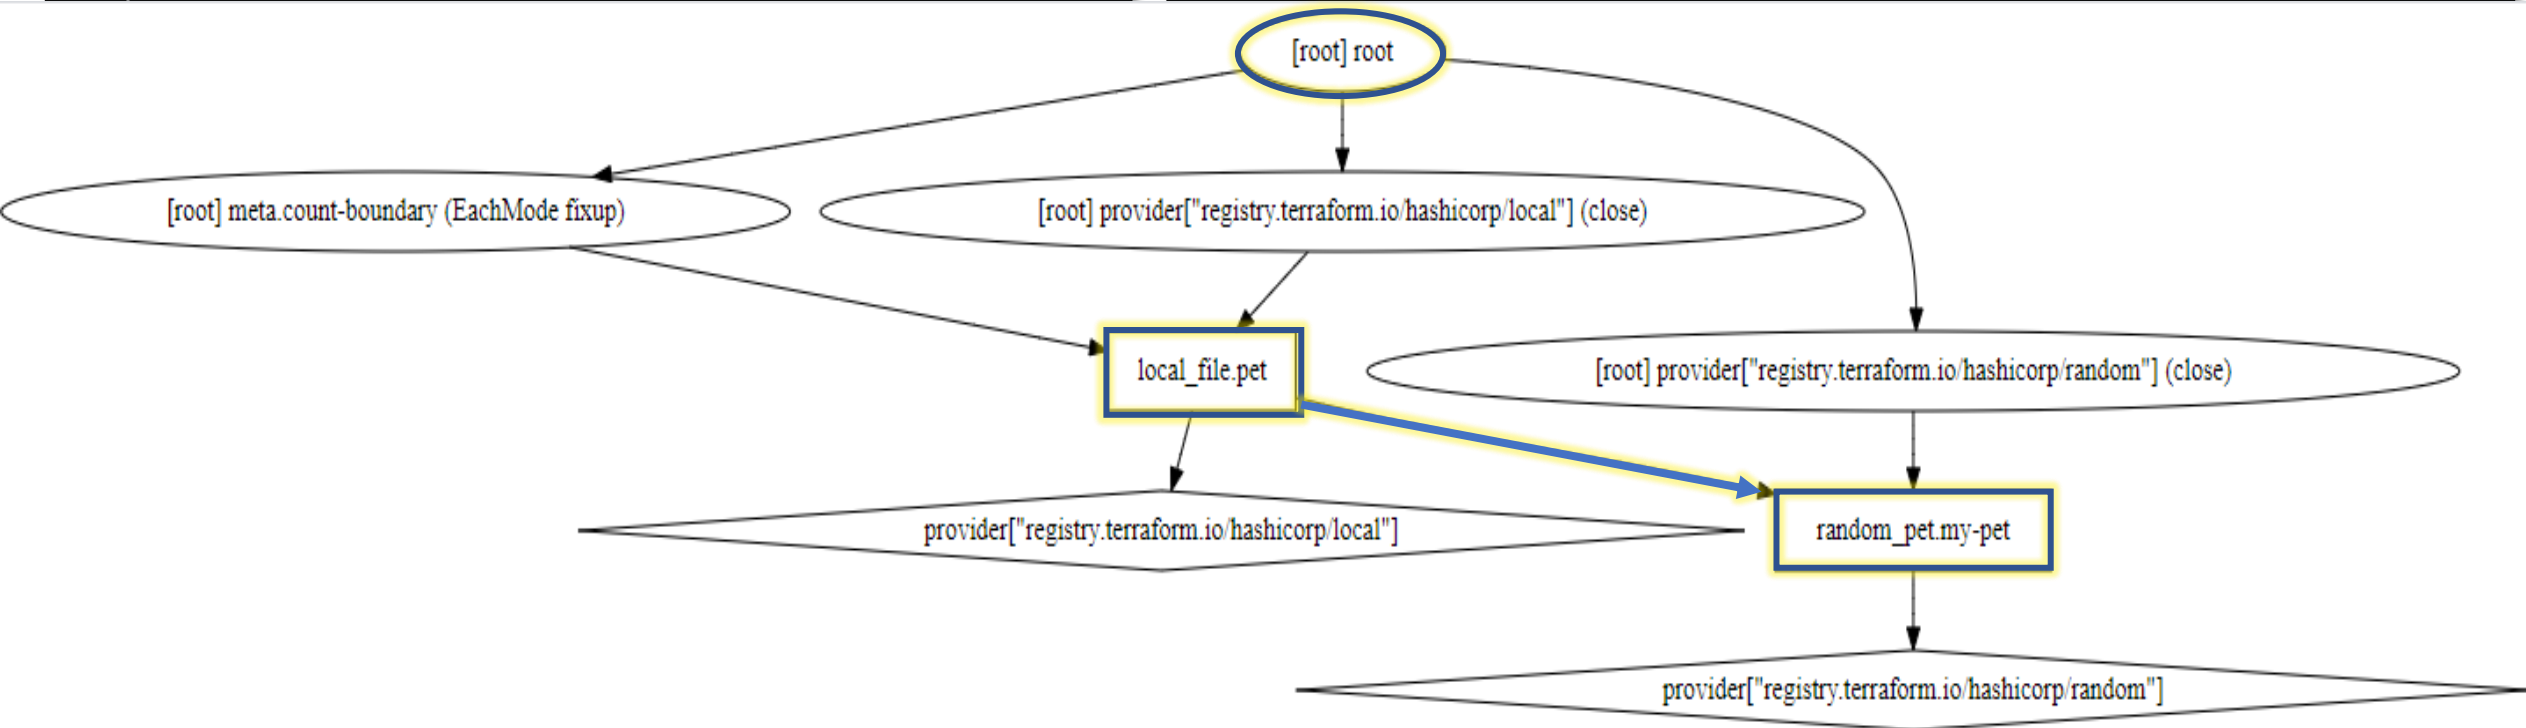 [root] root
[root] meta.count-boundary (EachMode fixup)
[root] provider["registry.terraform.io/hashicorp/local"] (close)
local_file.pet
[root] provider["registry.terraform.io/hashicorp/random"] (close)
provider["registry.terraform.io/hashicorp/local"]
random_pet.my-pet
provider["registry.terraform.io/hashicorp/random"]